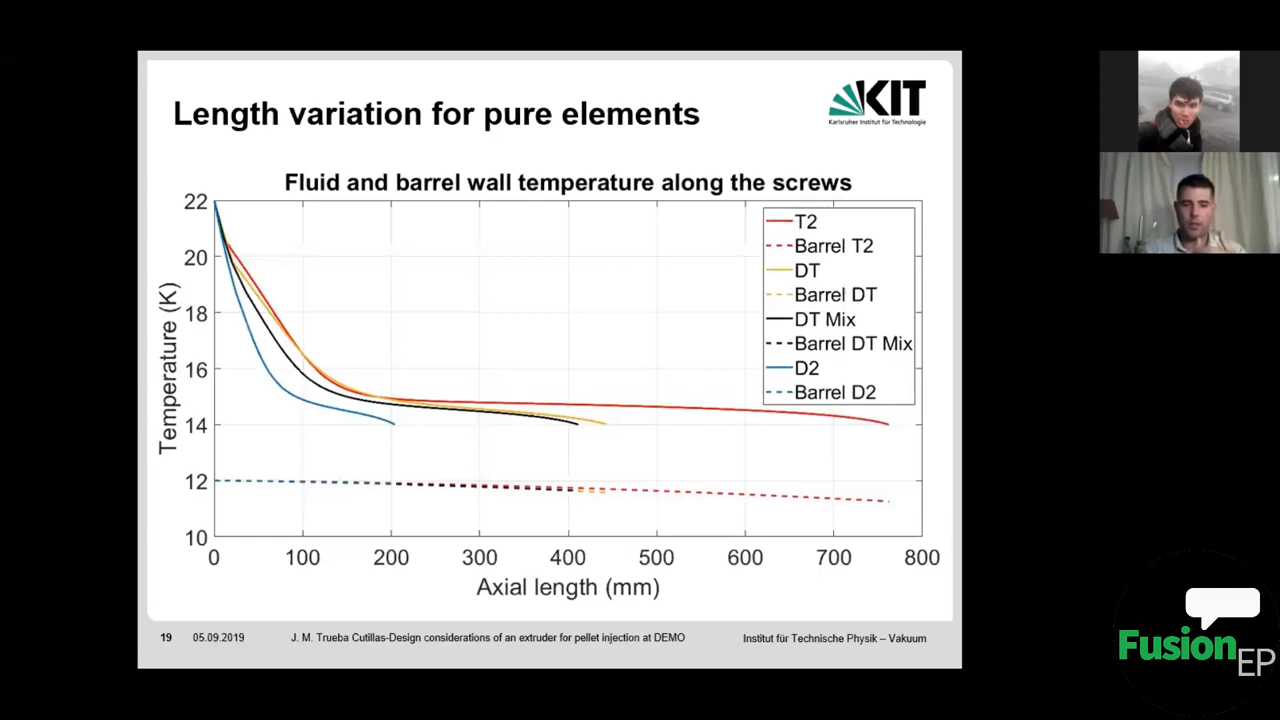 Length variation for pure elements
KIT
Karlsruher Institut für Technologie
Fluid and barrel wall temperature along the screws
Temperature (K)
22
20
18
16
14
12
10
0
100
200
300
400
500
600
700
800
Axial length (mm)
T2
Barrel T2
DT
Barrel DT
DT Mix
Barrel DT Mix
D2
Barrel D2
19
05.09.2019
J. M. Trueba Cutillas-Design considerations of an extruder for pellet injection at DEMO
Institut für Technische Physik – Vakuum
Fusion
EP